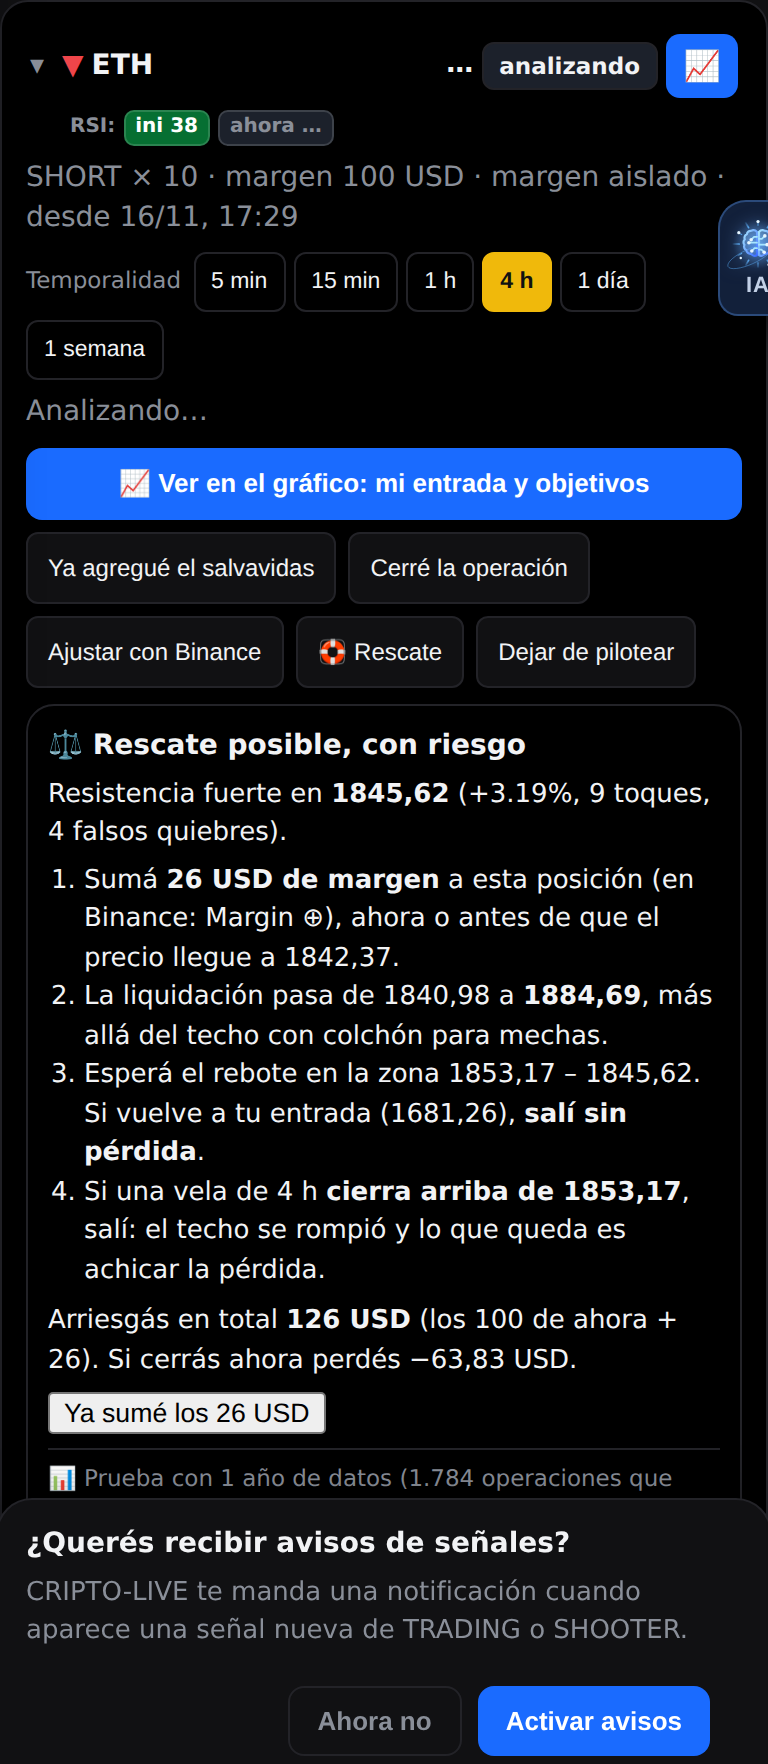 ▼ ▼ ETH … analizando
RSI: ini 38 ahora …
SHORT × 10 · margen 100 USD · margen aislado ·
desde 16/11, 17:29
IA
Temporalidad 5 min 15 min 1 h 4 h 1 día
1 semana
Analizando…
Ver en el gráfico: mi entrada y objetivos
Ya agregué el salvavidas Cerré la operación
Ajustar con Binance Rescate Dejar de pilotear
Rescate posible, con riesgo
Resistencia fuerte en 1845,62 (+3.19%, 9 toques,
4 falsos quiebres).
1. Sumá 26 USD de margen a esta posición (en
Binance: Margin ⊕), ahora o antes de que el
precio llegue a 1842,37.
2. La liquidación pasa de 1840,98 a 1884,69, más
allá del techo con colchón para mechas.
3. Esperá el rebote en la zona 1853,17 – 1845,62.
Si vuelve a tu entrada (1681,26), salí sin
pérdida.
4. Si una vela de 4 h cierra arriba de 1853,17,
salí: el techo se rompió y lo que queda es
achicar la pérdida.
Arriesgás en total 126 USD (los 100 de ahora +
26). Si cerrás ahora perdés −63,83 USD.
Ya sumé los 26 USD
Prueba con 1 año de datos (1.784 operaciones que
¿Querés recibir avisos de señales?
CRIPTO-LIVE te manda una notificación cuando
aparece una señal nueva de TRADING o SHOOTER.
Ahora no Activar avisos